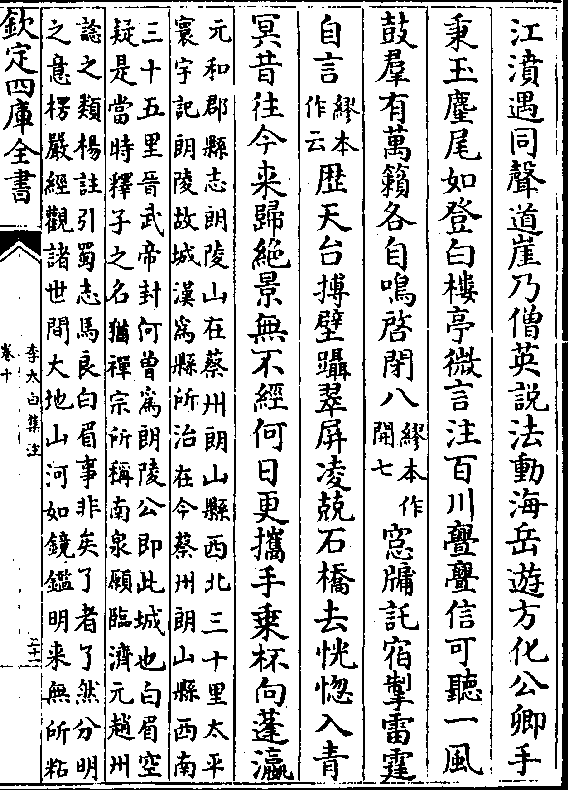 江濆遇同聲道崖乃僧英説法動海岳遊方化公卿手
秉玉麈尾如登白樓亭微言注百川亹亹信可聽一風
鼓羣有萬籟各自鳴啓閉八繆本作開七窓牖託宿掣雷霆
自言繆本作云歴天台搏壁躡翠屏凌兢石橋去恍惚入青
冥昔往今来歸絶景無不經何日更攜手乗杯向蓬瀛
元和郡縣志朗陵山在蔡州朗山縣西北三十里太平
寰宇記朗陵故城漢爲縣所治在今蔡州朗山縣西南
三十五里晉武帝封何曾爲朗陵公即此城也白眉空
疑是當時釋子之名猶禪宗所稱南泉願臨濟元趙州
諗之類楊註引蜀志馬良白眉事非矣了者了然分明
之意楞嚴經觀諸世間大地山河如鏡鑑明来無所粘
欽定四庫全書
李太白集注
卷十
二十二